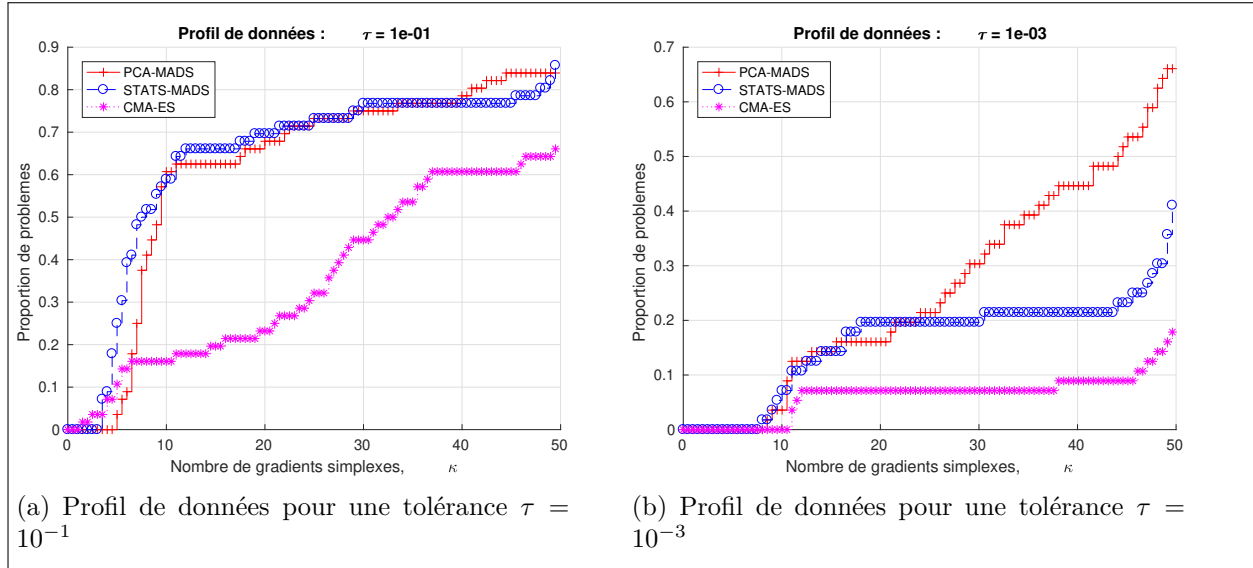 Profil de données : τ = 1e-01
0.9
0.8
0.7
0.6
0.5
0.4
0.3
0.2
0.1
0
Proportion de problemes
PCA-MADS
STATS-MADS
CMA-ES
0 10 20 30 40 50
Nombre de gradients simplexes, κ
(a) Profil de données pour une tolérance τ =
10⁻¹
Profil de données : τ = 1e-03
0.7
0.6
0.5
0.4
0.3
0.2
0.1
0
Proportion de problemes
PCA-MADS
STATS-MADS
CMA-ES
0 10 20 30 40 50
Nombre de gradients simplexes, κ
(b) Profil de données pour une tolérance τ =
10⁻³